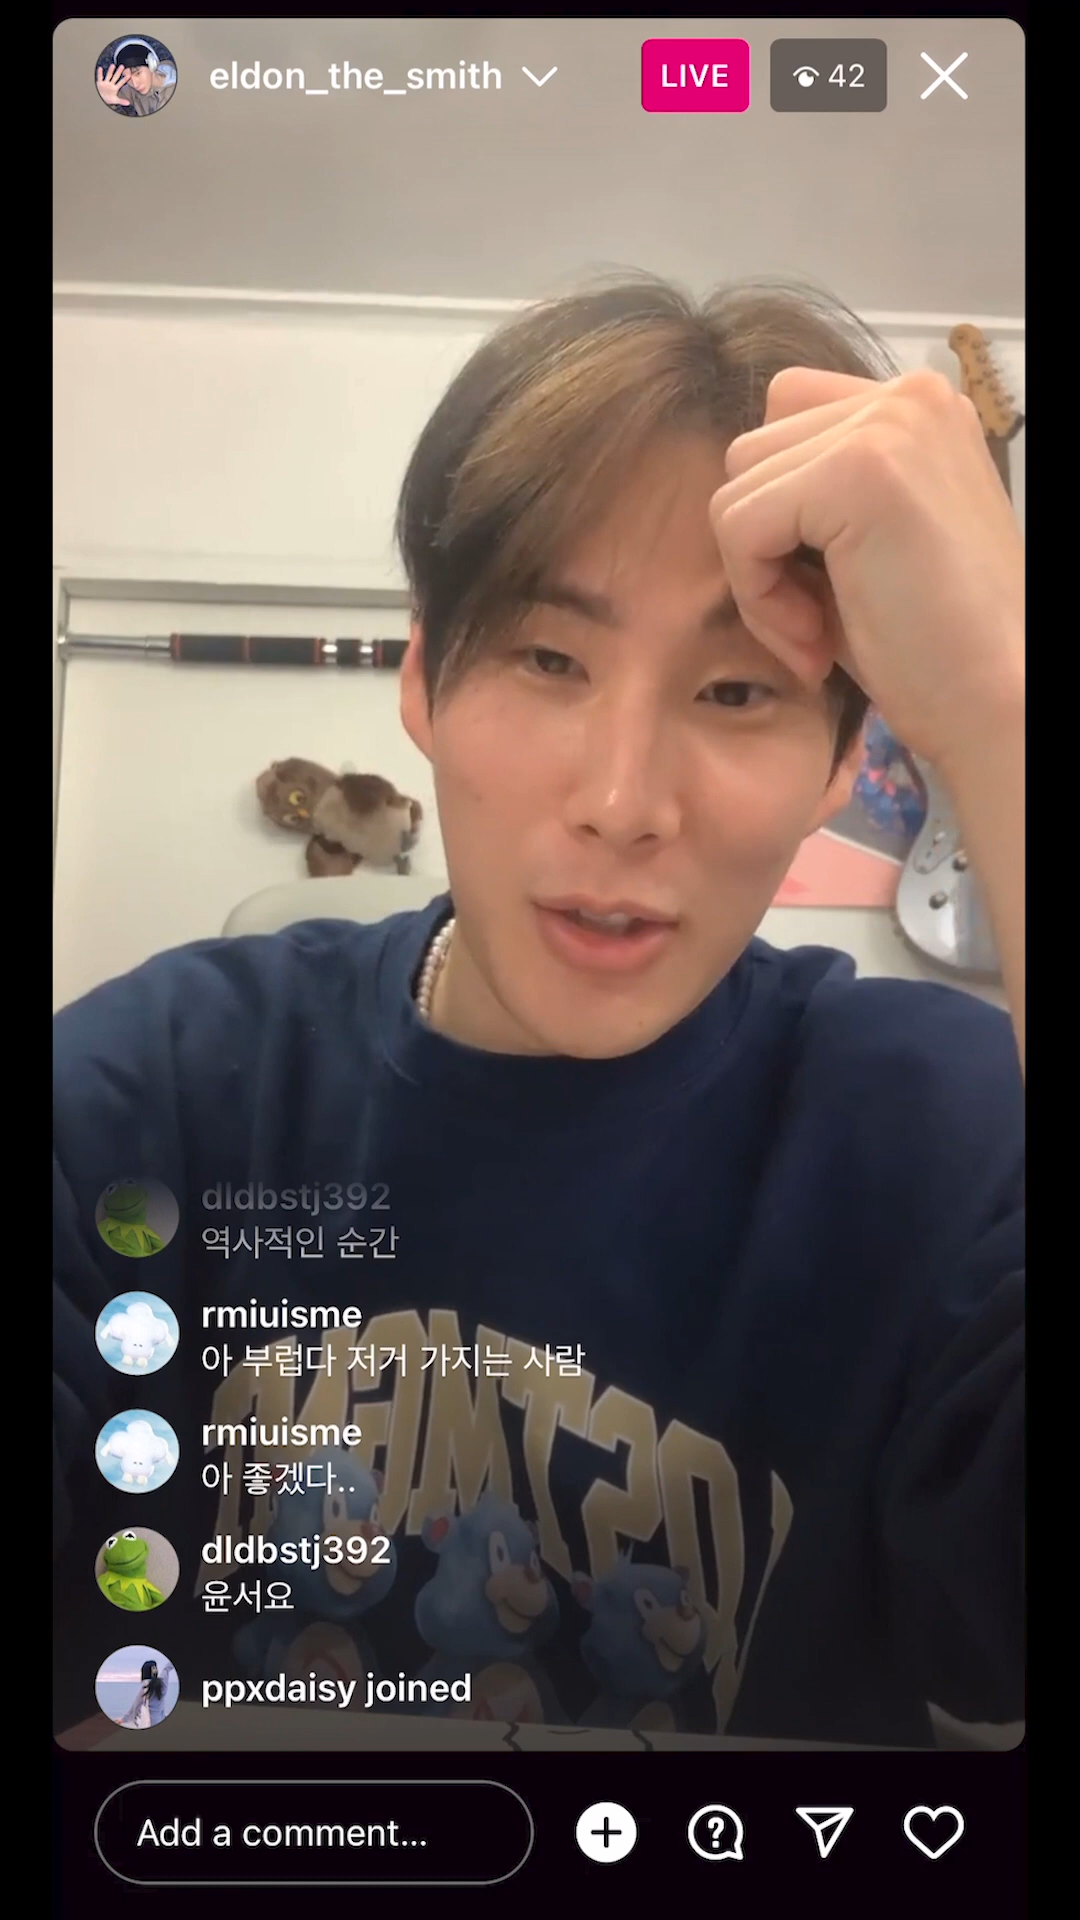 eldon_the_smith
LIVE
42
dldbstj392
역사적인 순간
rmiuisme
아 부럽다 저거 가지는 사람
rmiuisme
아 좋겠다..
dldbstj392
윤서요
ppxdaisy joined
Add a comment...